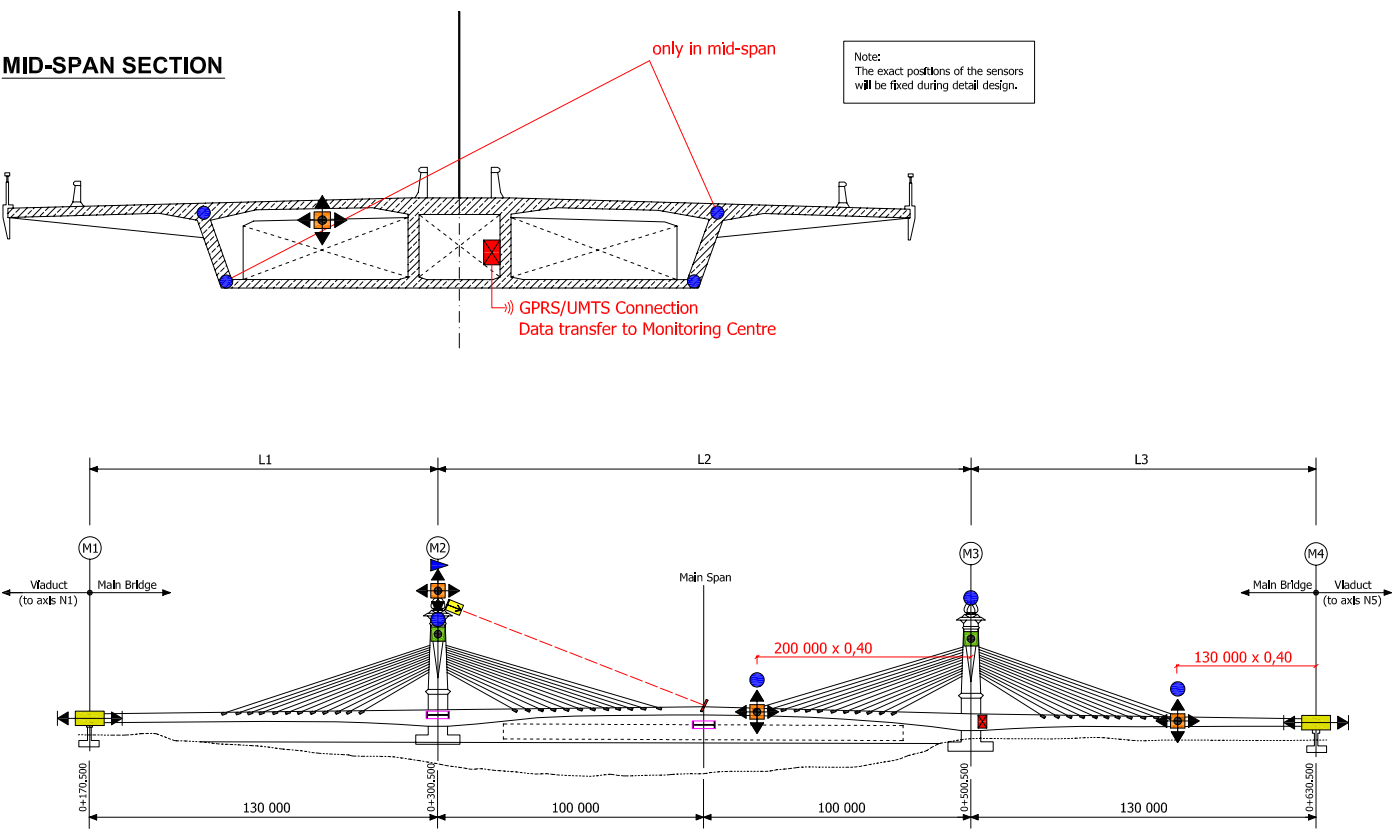 MID-SPAN SECTION
only in mid-span
Note:
The exact positions of the sensors
will be fixed during detail design.
GPRS/UMTS Connection
Data transfer to Monitoring Centre
L1
L2
L3
M1
M2
M3
M4
Viaduct
(to axis N1)
Main Bridge
Main Span
Main Bridge
Viaduct
(to axis N5)
200 000 x 0,40
130 000 x 0,40
0+170.500
0+300.500
0+500.500
0+630.500
130 000
100 000
100 000
130 000